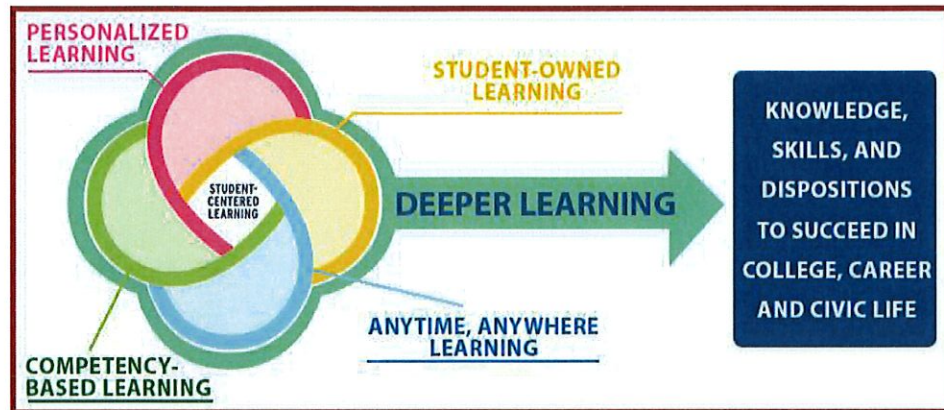 PERSONALIZED
LEARNING
STUDENT-OWNED
LEARNING
STUDENT-
CENTERED
LEARNING
DEEPER LEARNING
KNOWLEDGE,
SKILLS, AND
DISPOSITIONS
TO SUCCEED IN
COLLEGE, CAREER
AND CIVIC LIFE
ANYTIME, ANYWHERE
LEARNING
COMPETENCY-
BASED LEARNING